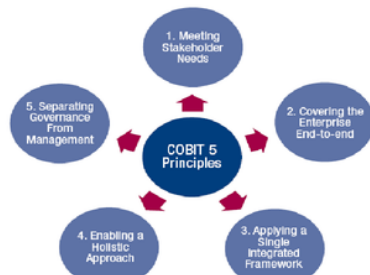 1. Meeting
Stakeholder
Needs
5. Separating
Governance
From
Management
2. Covering the
Enterprise
End-to-end
COBIT 5
Principles
4. Enabling a
Holistic
Approach
3. Applying a
Single
Integrated
Framework